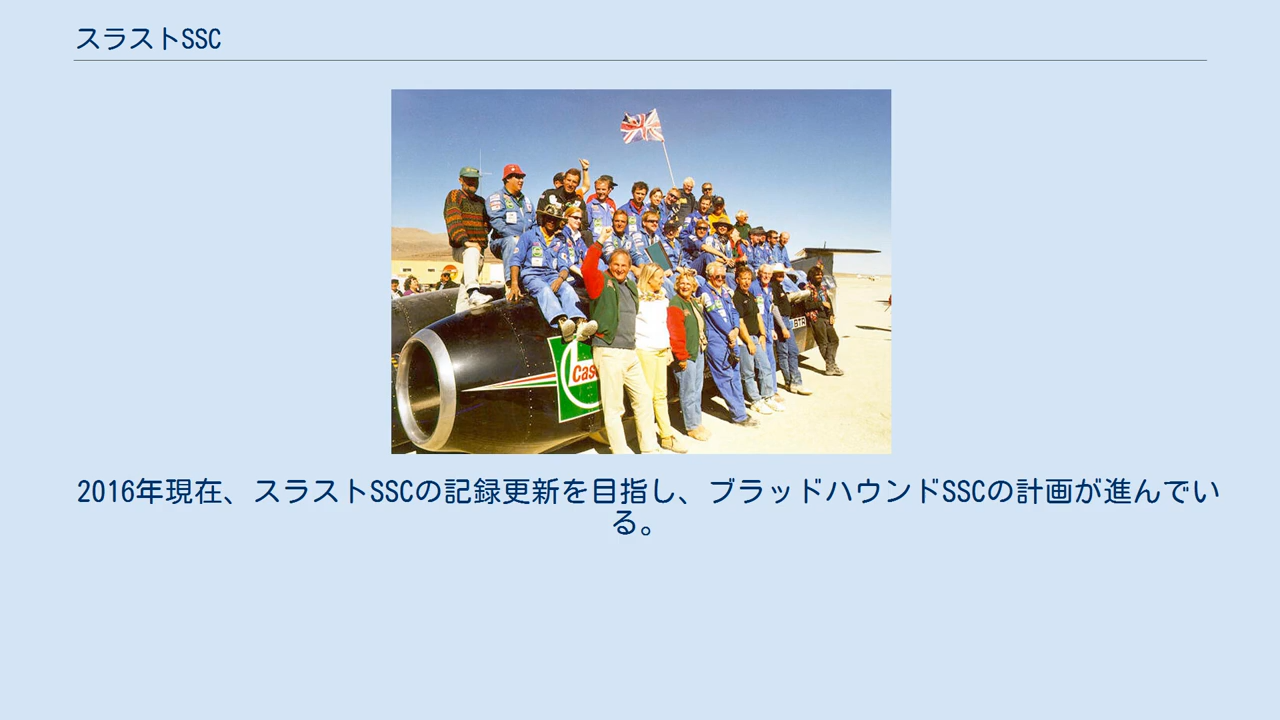 スラストSSC
Cas
2016年現在、スラストSSCの記録更新を目指し、ブラッドハウンドSSCの計画が進んでい
る。